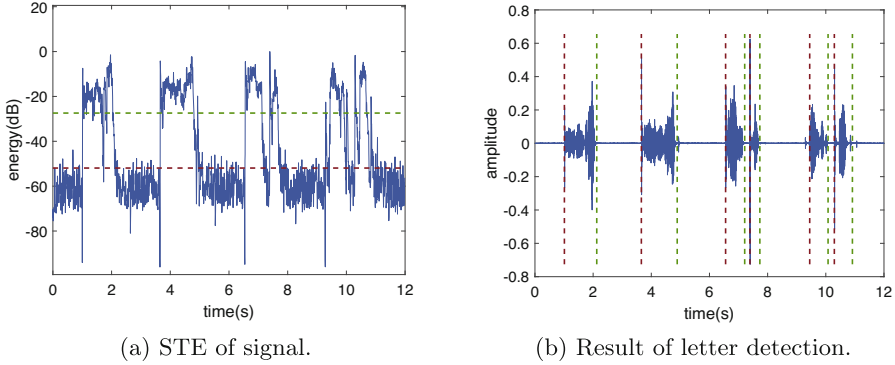 20
0
-20
-40
-60
-80
energy(dB)
0 2 4 6 8 10 12
time(s)
(a) STE of signal.
0.8
0.6
0.4
0.2
0
-0.2
-0.4
-0.6
-0.8
amplitude
0 2 4 6 8 10 12
time(s)
(b) Result of letter detection.